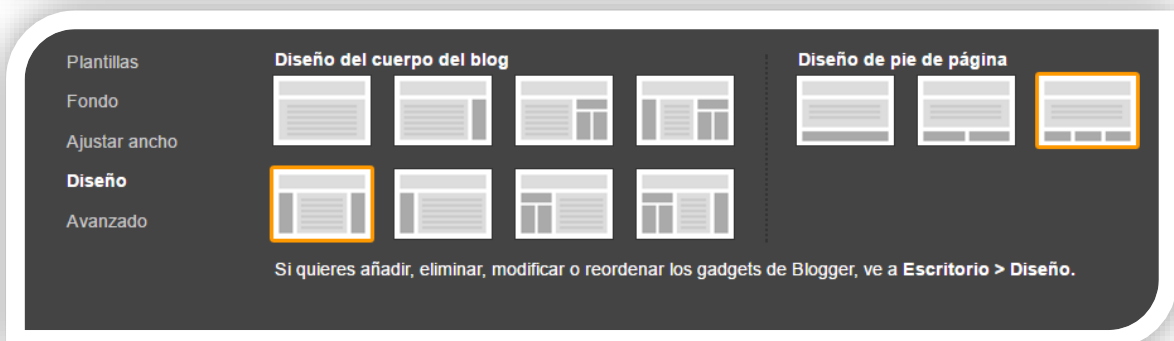 Plantillas
Fondo
Ajustar ancho
Diseño
Avanzado
Diseño del cuerpo del blog
Diseño de pie de página
Si quieres añadir, eliminar, modificar o reordenar los gadgets de Blogger, ve a Escritorio > Diseño.